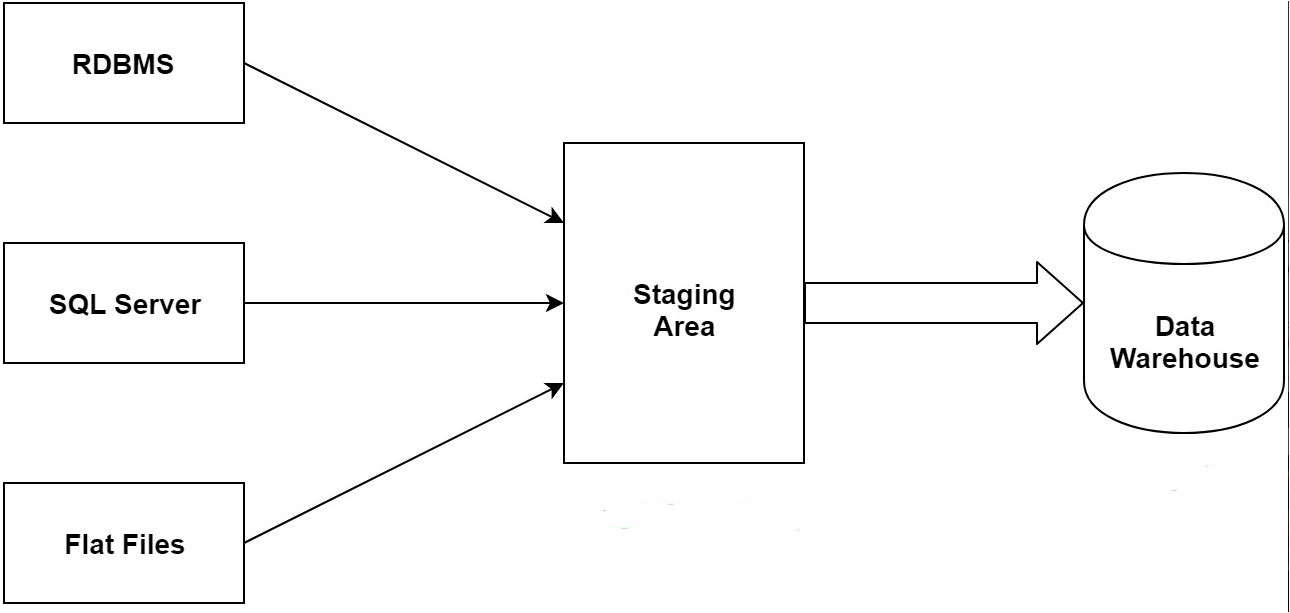 RDBMS
SQL Server
Flat Files
Staging
Area
Data
Warehouse